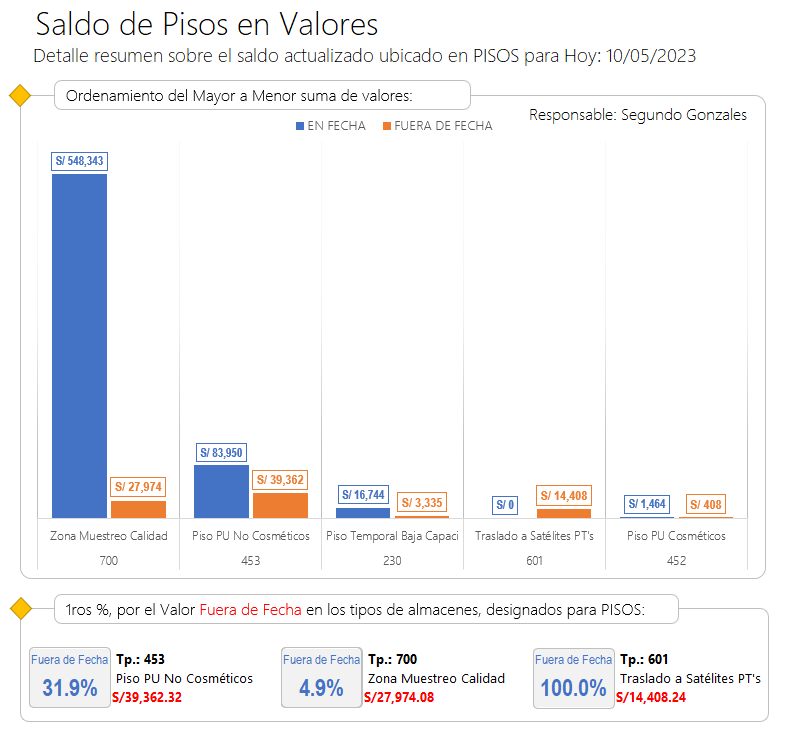 Saldo de Pisos en Valores
Detalle resumen sobre el saldo actualizado ubicado en PISOS para Hoy: 10/05/2023
Ordenamiento del Mayor a Menor suma de valores:
Responsable: Segundo Gonzales
EN FECHA FUERA DE FECHA
S/ 548,343
S/ 27,974
S/ 83,950
S/ 39,362
S/ 16,744
S/ 3,335
S/ 0
S/ 14,408
S/ 1,464
S/ 408
Zona Muestreo Calidad Piso PU No Cosméticos Piso Temporal Baja Capaci Traslado a Satélites PT's Piso PU Cosméticos
700 453 230 601 452
1ros %, por el Valor Fuera de Fecha en los tipos de almacenes, designados para PISOS:
Fuera de Fecha
31.9%
Tp.: 453
Piso PU No Cosméticos
S/39,362.32
Fuera de Fecha
4.9%
Tp.: 700
Zona Muestreo Calidad
S/27,974.08
Fuera de Fecha
100.0%
Tp.: 601
Traslado a Satélites PT's
S/14,408.24